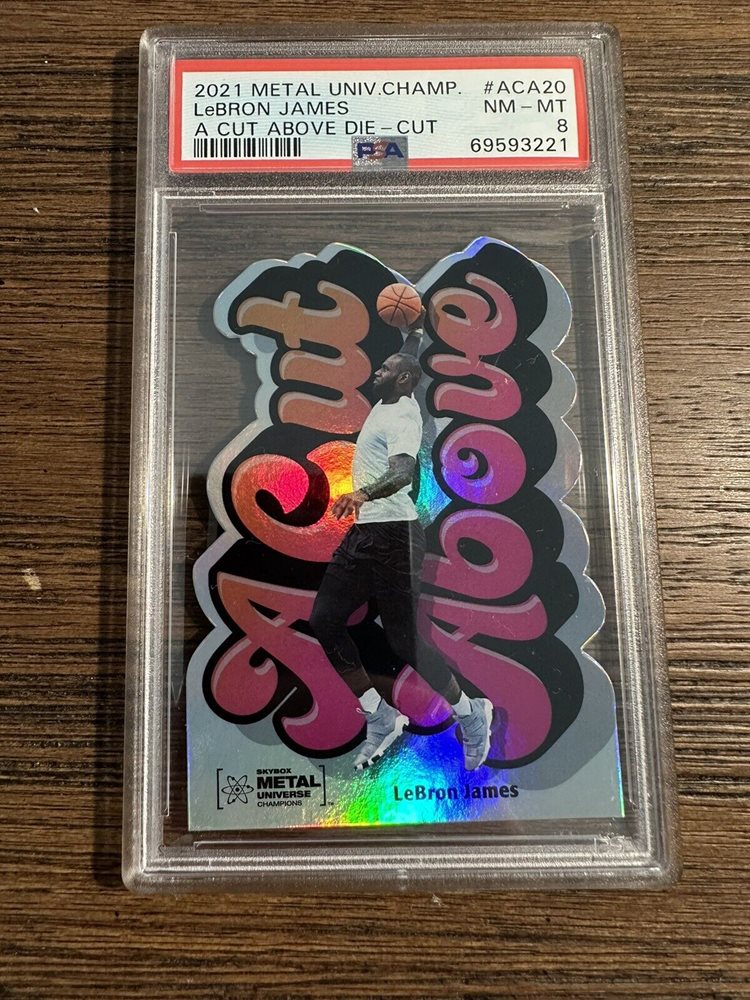 2021 METAL UNIV.CHAMP. #ACA20
LeBRON JAMES NM-MT
A CUT ABOVE DIE-CUT 8
PSA 69593221
A Cut
Above
SKYBOX
METAL
UNIVERSE
CHAMPIONS
TM
LeBron James